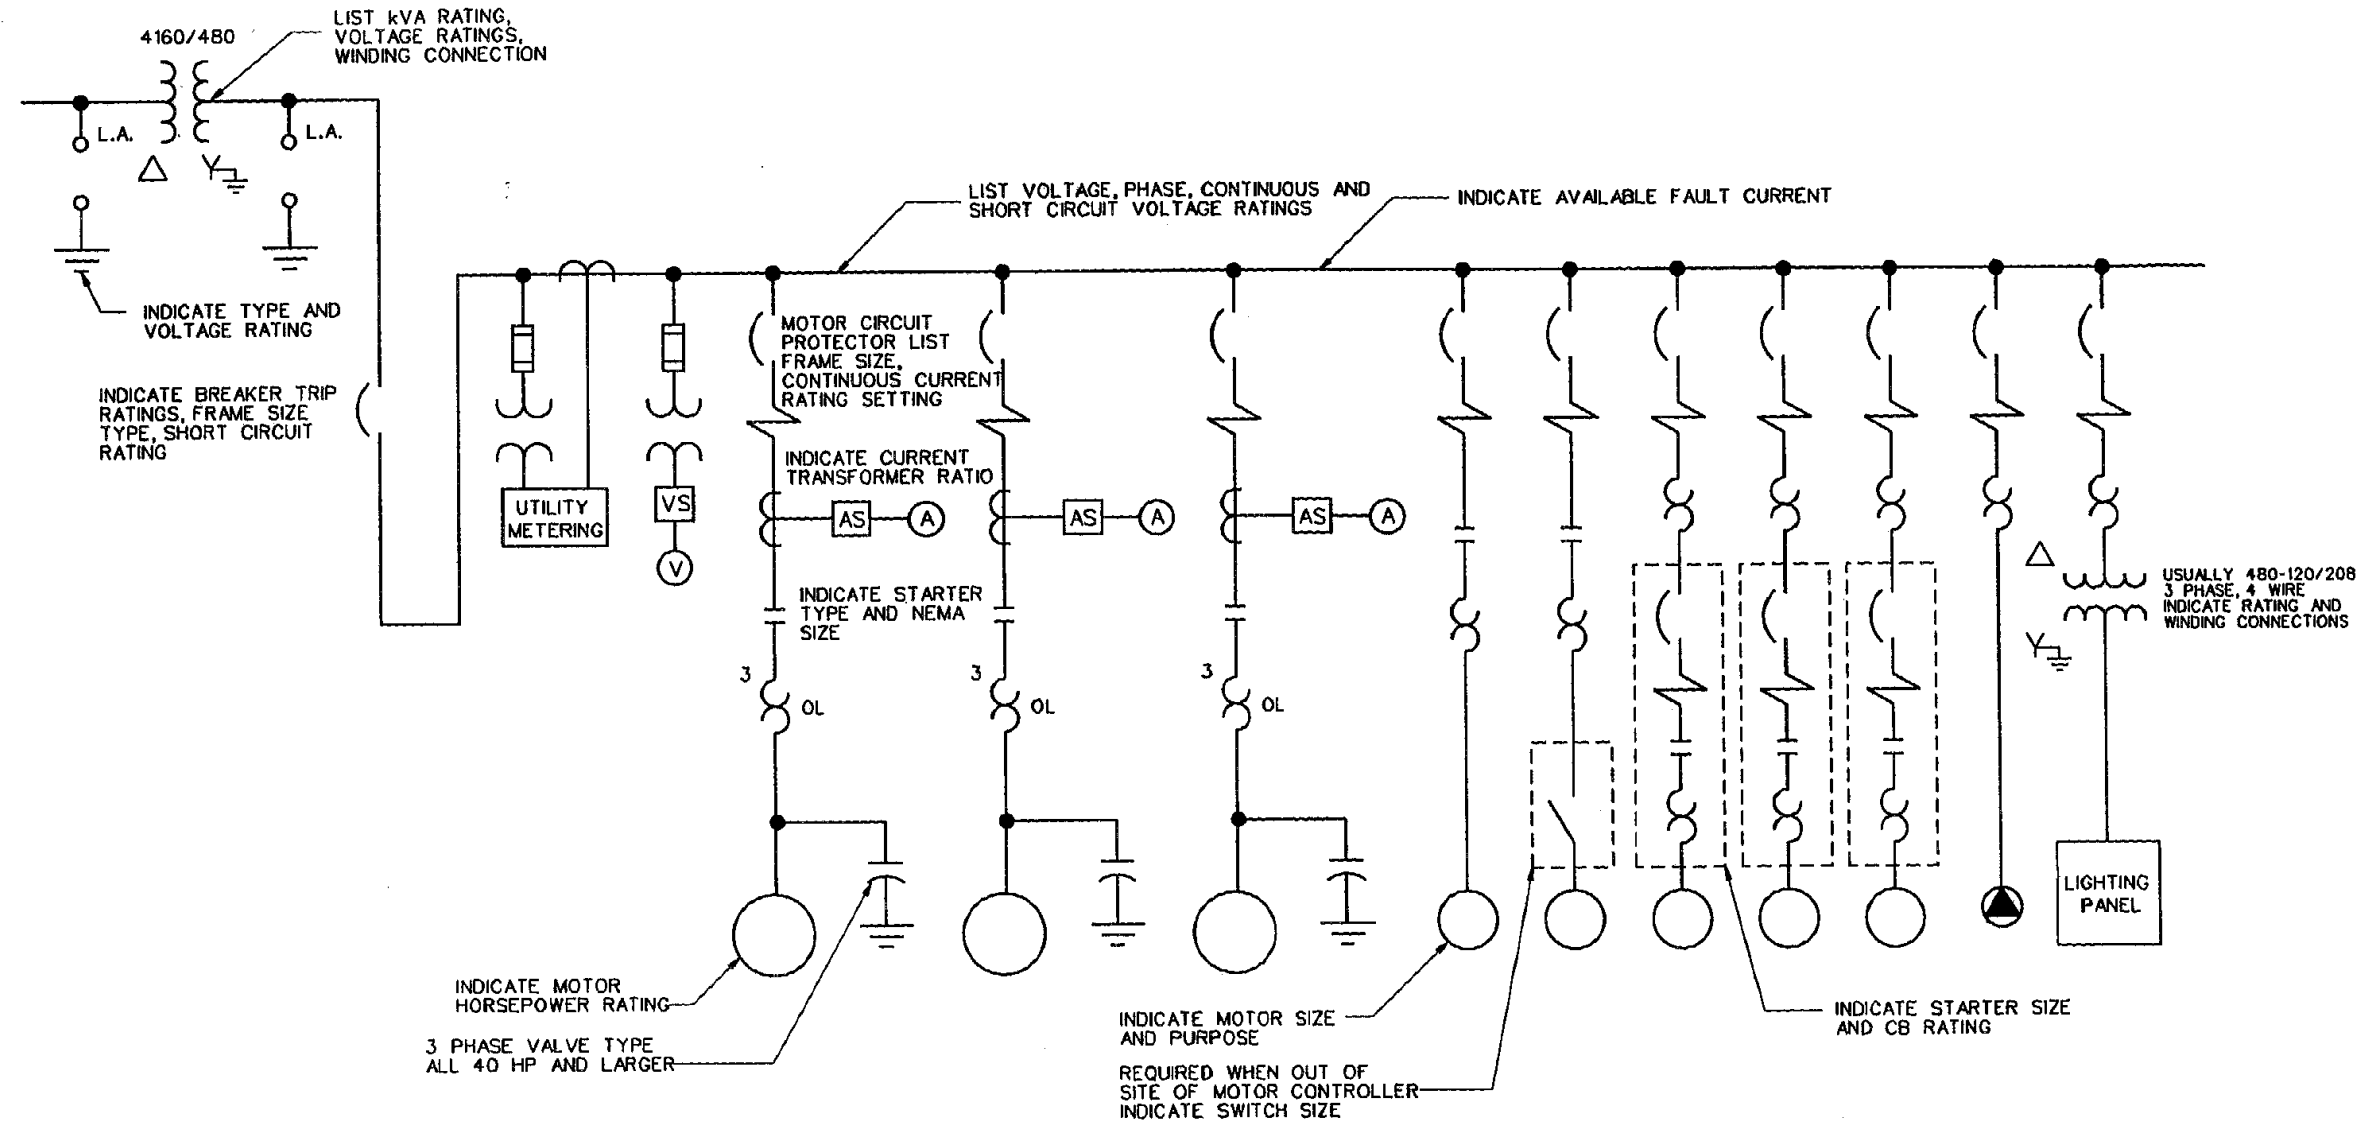 LIST kVA RATING,
VOLTAGE RATINGS,
WINDING CONNECTION
4160/480
L.A.
L.A.
INDICATE TYPE AND
VOLTAGE RATING
INDICATE BREAKER TRIP
RATINGS, FRAME SIZE
TYPE, SHORT CIRCUIT
RATING
LIST VOLTAGE, PHASE, CONTINUOUS AND
SHORT CIRCUIT VOLTAGE RATINGS
INDICATE AVAILABLE FAULT CURRENT
MOTOR CIRCUIT
PROTECTOR LIST
FRAME SIZE,
CONTINUOUS CURRENT
RATING SETTING
INDICATE CURRENT
TRANSFORMER RATIO
UTILITY
METERING
VS
V
AS
A
AS
A
AS
A
INDICATE STARTER
TYPE AND NEMA
SIZE
3
OL
3
OL
3
OL
USUALLY 480-120/208
3 PHASE, 4 WIRE
INDICATE RATING AND
WINDING CONNECTIONS
LIGHTING
PANEL
INDICATE MOTOR
HORSEPOWER RATING
3 PHASE VALVE TYPE
ALL 40 HP AND LARGER
INDICATE MOTOR SIZE
AND PURPOSE
REQUIRED WHEN OUT OF
SITE OF MOTOR CONTROLLER
INDICATE SWITCH SIZE
INDICATE STARTER SIZE
AND CB RATING